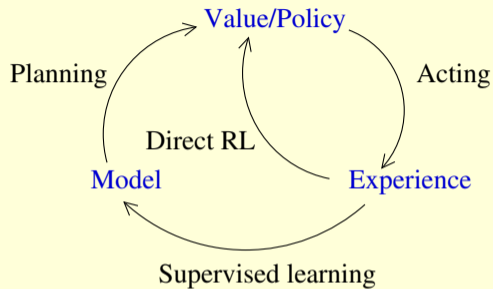 Value/Policy
Planning
Acting
Direct RL
Model
Experience
Supervised learning